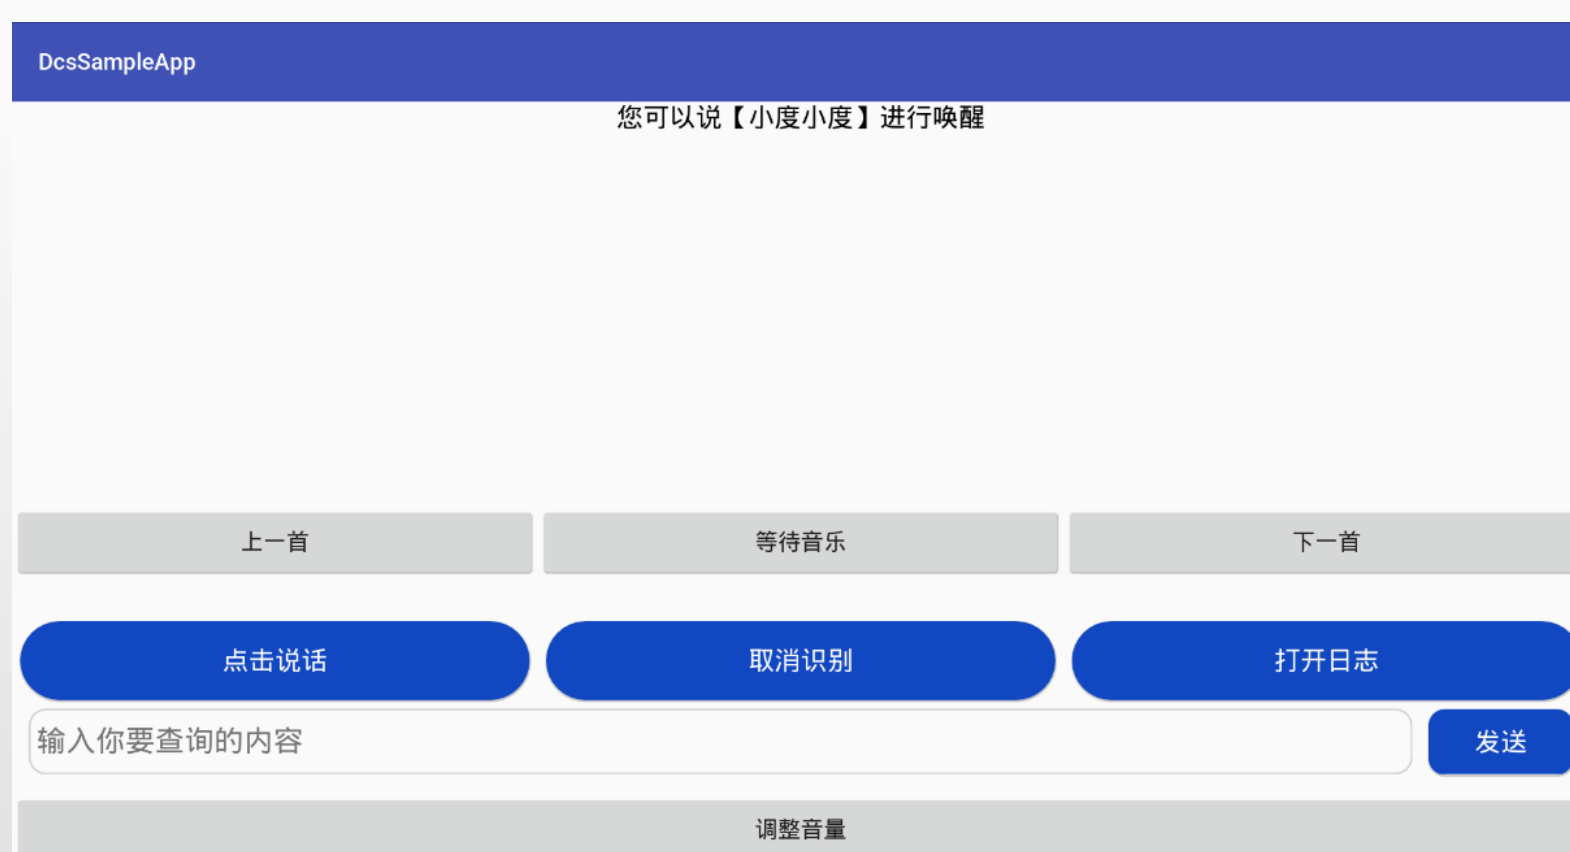 DcsSampleApp
您可以说【小度小度】进行唤醒
上一首
等待音乐
下一首
点击说话
取消识别
打开日志
输入你要查询的内容
发送
调整音量